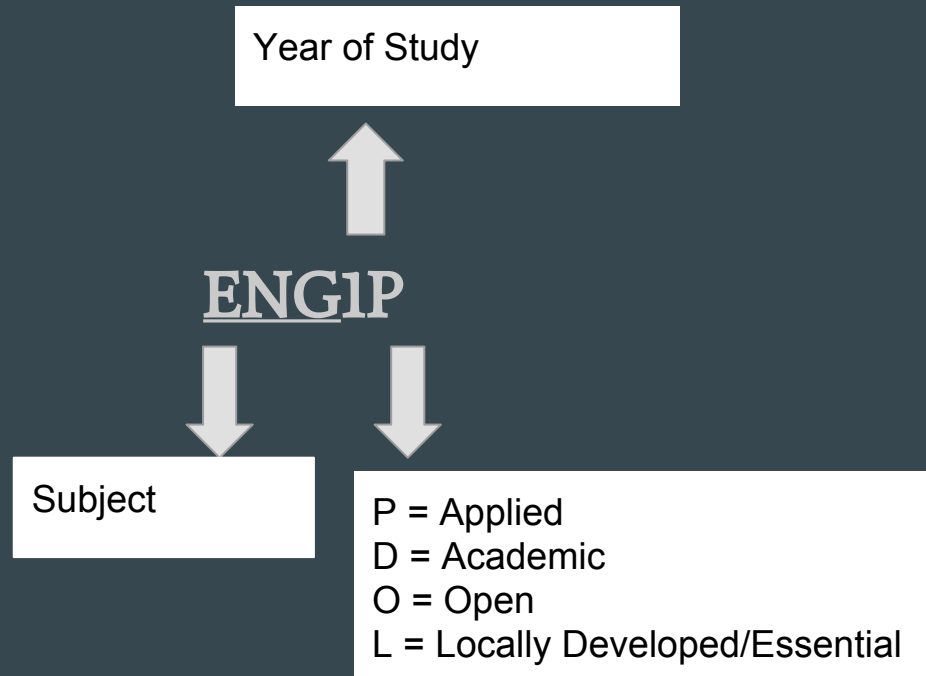 Year of Study
ENG1P
Subject
P = Applied
D = Academic
O = Open
L = Locally Developed/Essential